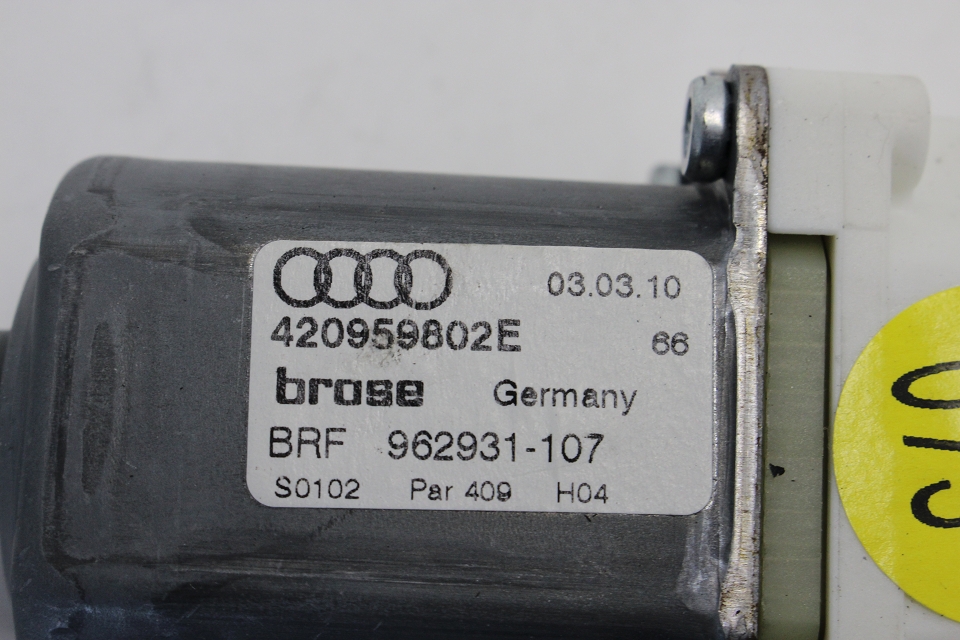 03.03.10
420959802E 66
brose Germany
BRF 962931-107
S0102 Par 409 H04